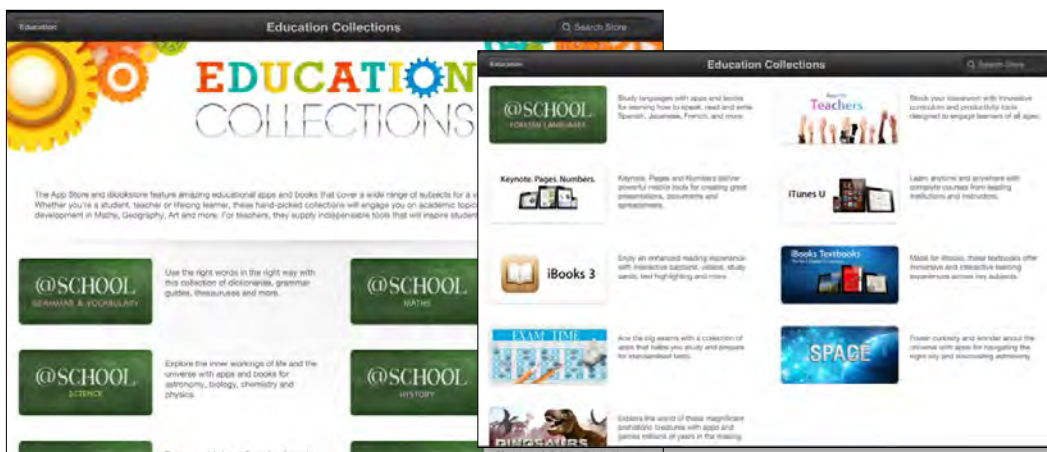 Education
Education Collections
Search Store
EDUCATION
COLLECTIONS
The App Store and iBookstore feature amazing educational apps and books that cover a wide range of subjects for a
Whether you're a student, teacher or lifelong learner, these hand-picked collections will engage you on academic topic
development in Maths, Geography, Art and more. For teachers, they supply indispensable tools that will inspire student
@SCHOOL
GRAMMAR & VOCABULARY
Use the right words in the right way with
this collection of dictionaries, grammar
guides, thesauruses and more.
@SCHOOL
MATHS
@SCHOOL
SCIENCE
Explore the inner workings of life and the
universe with apps and books for
astronomy, biology, chemistry and
physics.
@SCHOOL
HISTORY
Education
Education Collections
Search Store
@SCHOOL
FOREIGN LANGUAGES
Study languages with apps and books
for learning how to speak, read and write
Spanish, Japanese, French, and more.
Apps for
Teachers
Stock your classroom with innovative
curriculum and productivity tools
designed to engage learners of all ages.
Keynote. Pages. Numbers.
Keynote, Pages and Numbers deliver
powerful mobile tools for creating great
presentations, documents and
spreadsheets.
iTunes U
Learn anytime and anywhere with
complete courses from leading
institutions and instructors.
iBooks 3
Enjoy an enhanced reading experience
with interactive captions, videos, study
cards, text highlighting and more.
iBooks Textbooks
Made for iBooks, these textbooks offer
immersive and interactive learning
experiences across key subjects.
EXAM TIME
Ace the big exams with a collection of
apps that helps you study and prepare
for standardised tests.
SPACE
Power curiosity and wonder about the
universe with apps for navigating the
night sky and discovering astronomy.
DINOSAURS
Explore the world of these magnificent
prehistoric creatures with apps and
games millions of years in the making.